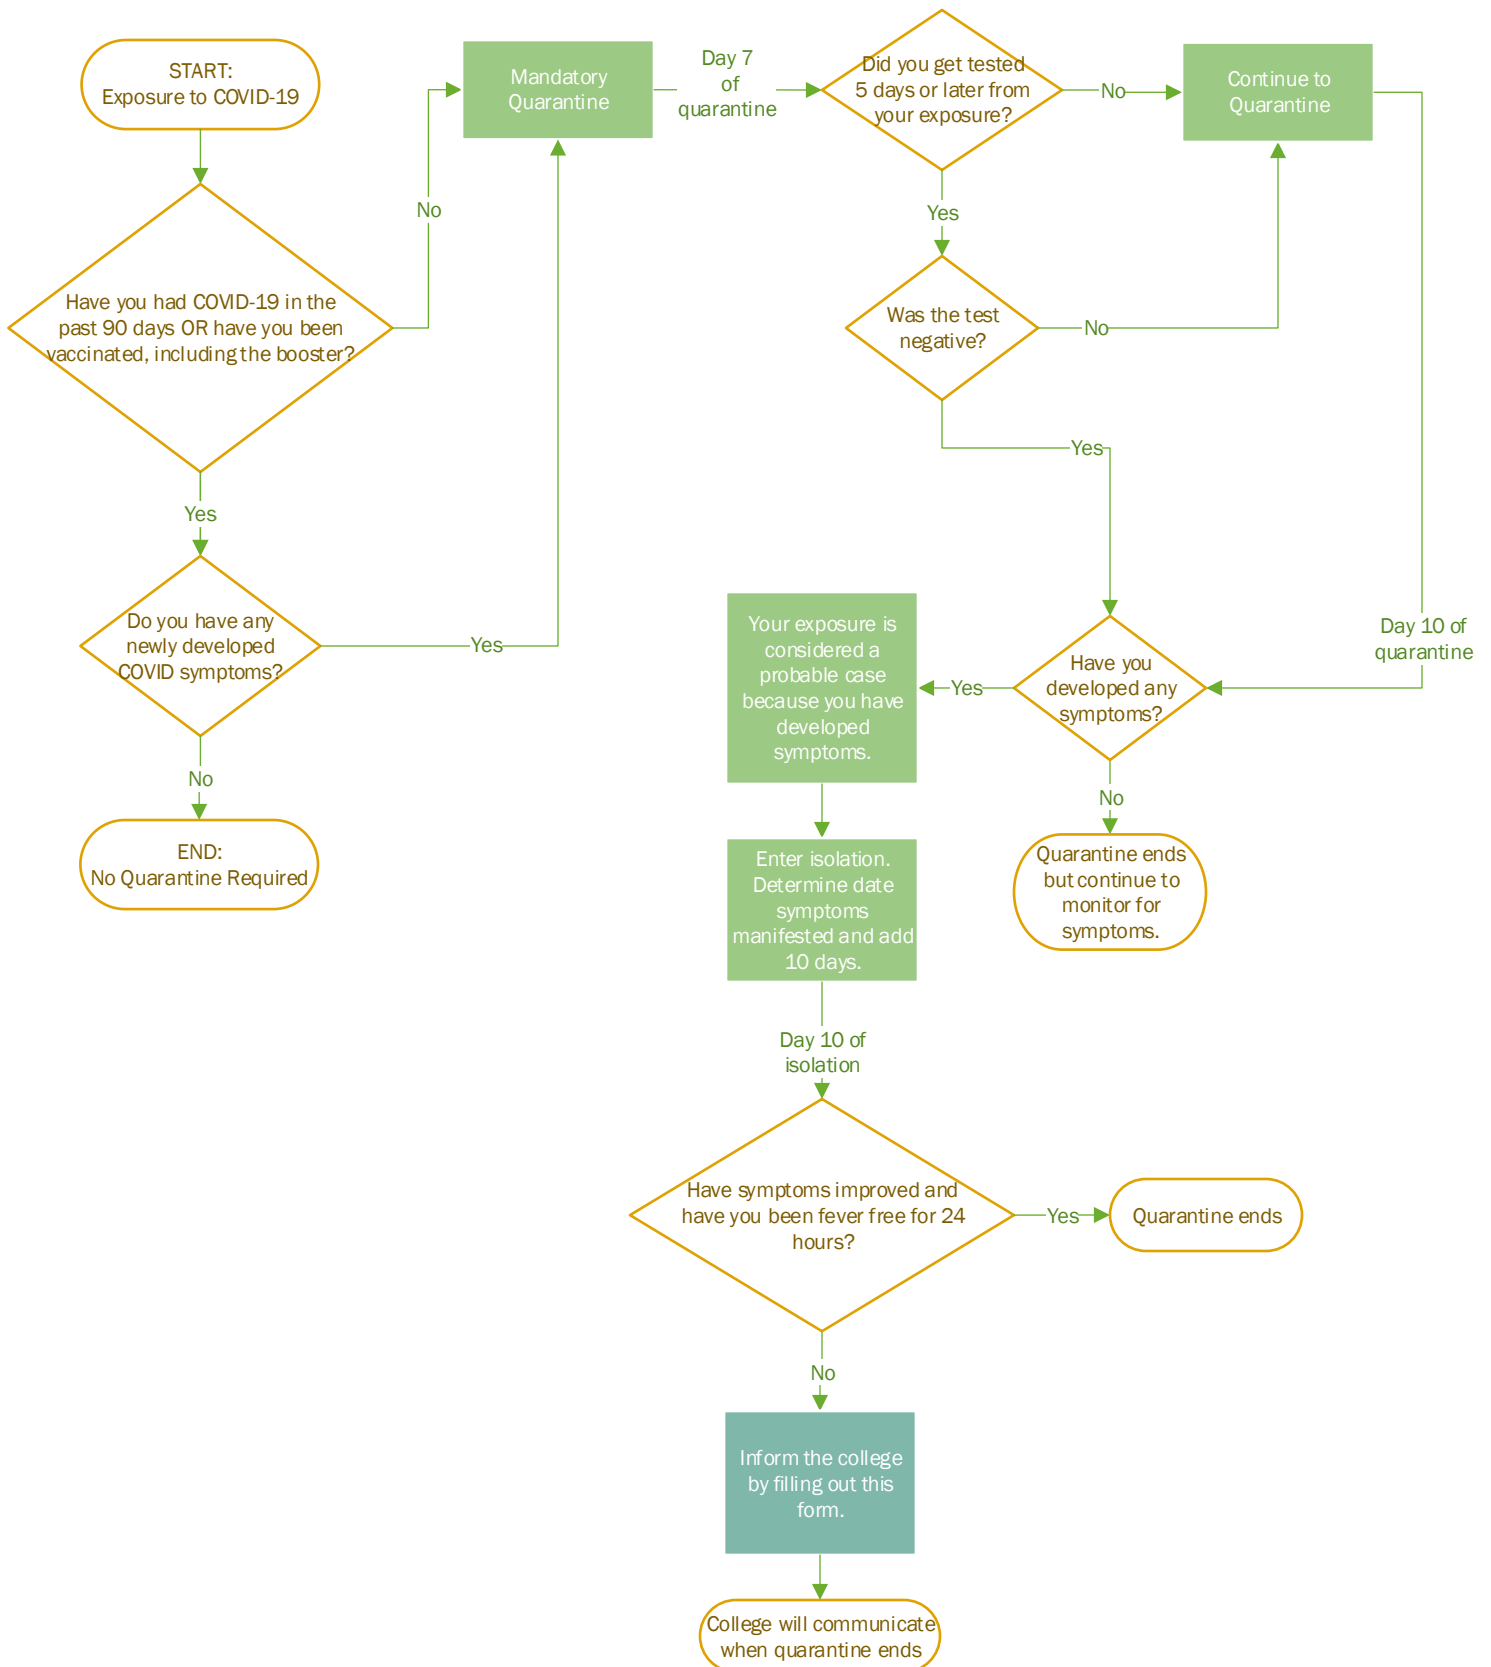 START:
Exposure to COVID-19
Have you had COVID-19 in the
past 90 days OR have you been
vaccinated, including the booster?
No
Yes
Do you have any
newly developed
COVID symptoms?
Yes
No
END:
No Quarantine Required
Mandatory
Quarantine
Day 7
of
quarantine
Did you get tested
5 days or later from
your exposure?
No
Continue to
Quarantine
Yes
Was the test
negative?
No
Yes
Day 10 of
quarantine
Have you
developed any
symptoms?
Yes
No
Quarantine ends
but continue to
monitor for
symptoms.
Your exposure is
considered a
probable case
because you have
developed
symptoms.
Enter isolation.
Determine date
symptoms
manifested and add
10 days.
Day 10 of
isolation
Have symptoms improved and
have you been fever free for 24
hours?
Yes
Quarantine ends
No
Inform the college
by filling out this
form.
College will communicate
when quarantine ends